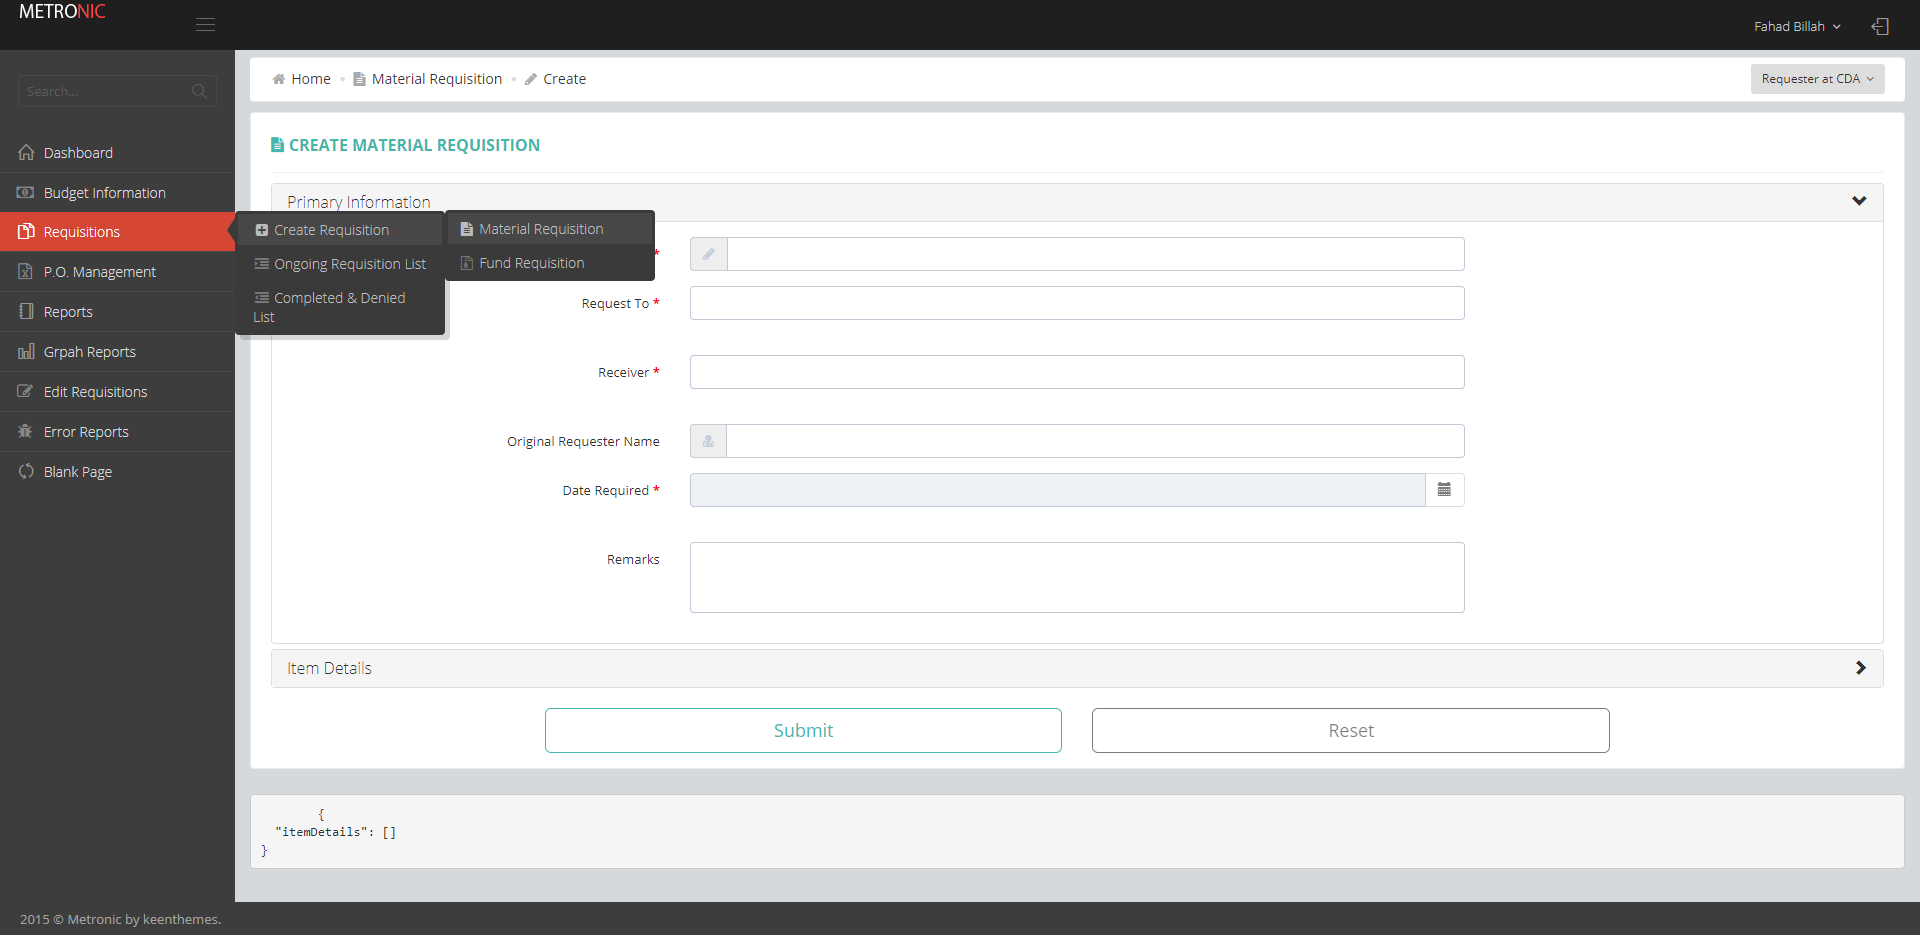 METRONIC
Fahad Billah
Search...
Home
Material Requisition
Create
Requester at CDA
Dashboard
Budget Information
Requisitions
P.O. Management
Reports
Grpah Reports
Edit Requisitions
Error Reports
Blank Page
Create Requisition
Ongoing Requisition List
Completed & Denied
List
Material Requisition
Fund Requisition
CREATE MATERIAL REQUISITION
Primary Information
*
Request To *
Receiver *
Original Requester Name
Date Required *
Remarks
Item Details
Submit
Reset
{
"itemDetails": []
}
2015 © Metronic by keenthemes.